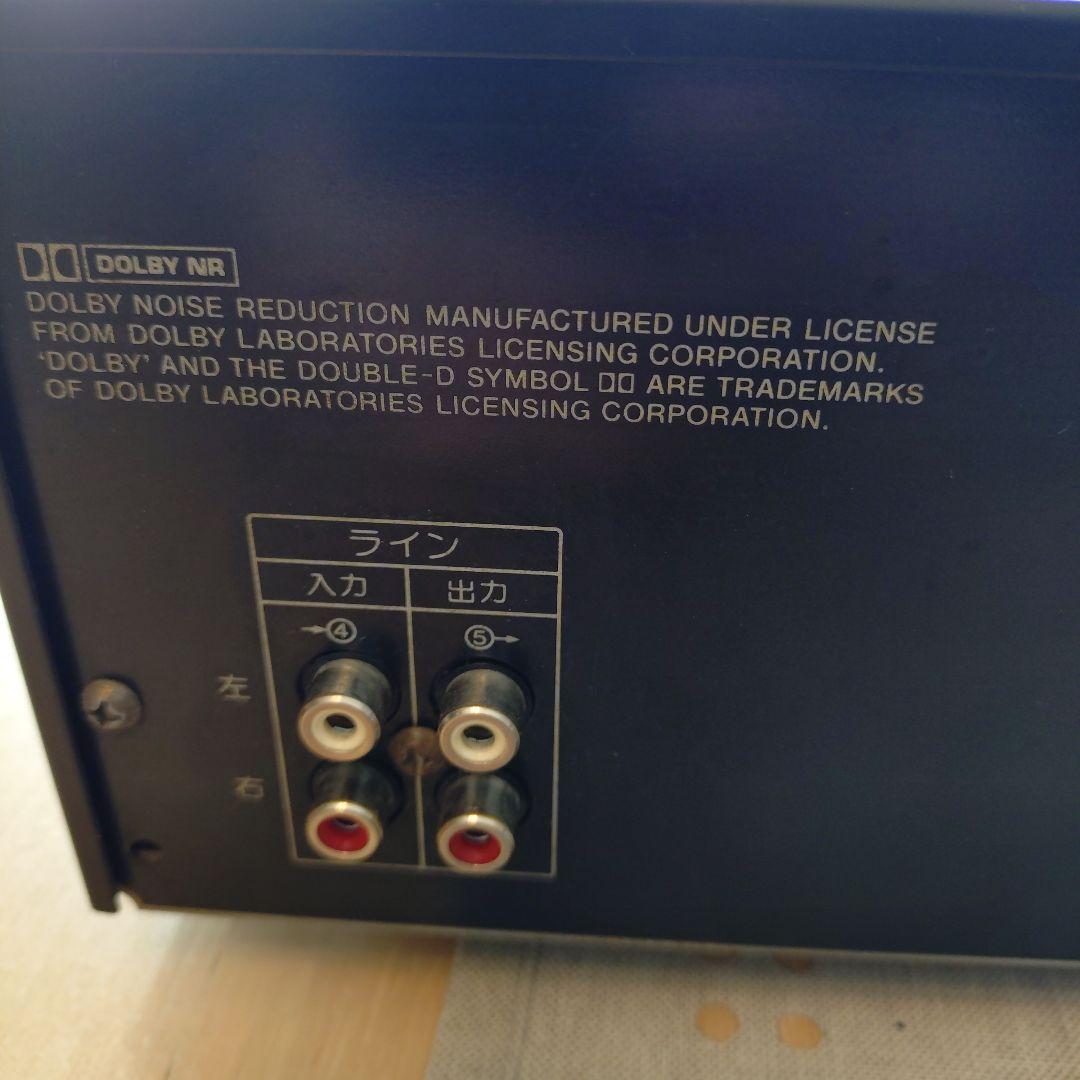 DOLBY NR
DOLBY NOISE REDUCTION MANUFACTURED UNDER LICENSE
FROM DOLBY LABORATORIES LICENSING CORPORATION.
'DOLBY' AND THE DOUBLE-D SYMBOL ARE TRADEMARKS
OF DOLBY LABORATORIES LICENSING CORPORATION.
ライン
入力 出力
→④ ⑤→
左
右